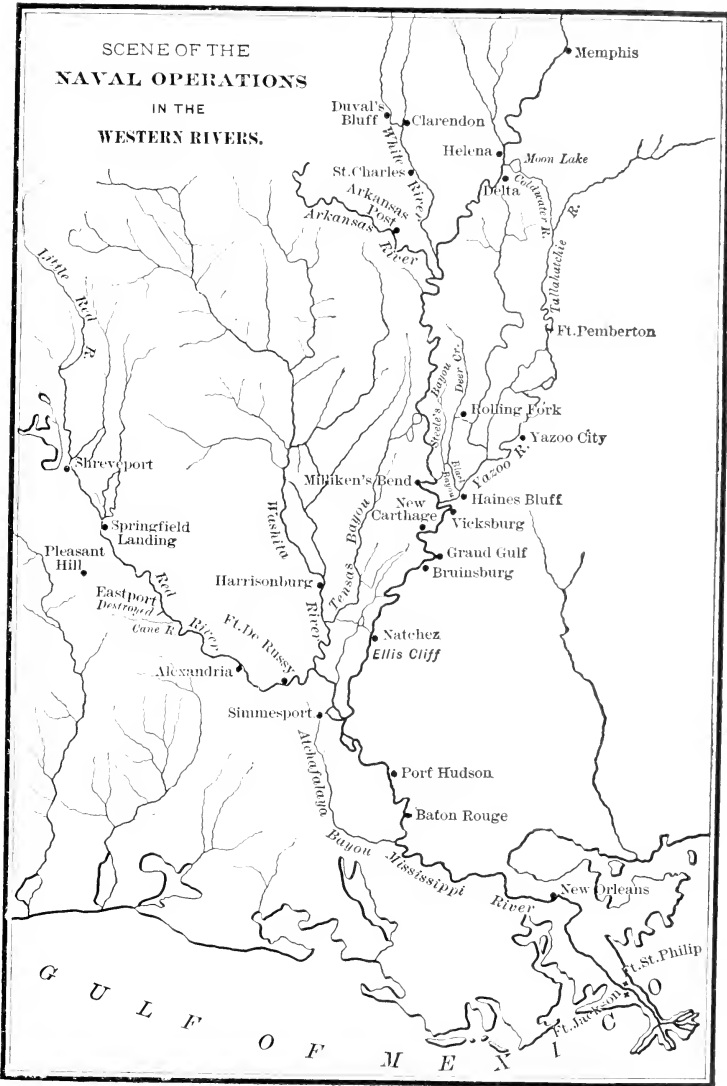 SCENE OF THE
NAVAL OPERATIONS
IN THE
WESTERN RIVERS.
Memphis
Duval's
Bluff
Clarendon
White
River
Helena
Moon Lake
St. Charles
Delta
Coldwater R.
Arkansas
Post
Arkansas
River
Tallahatchie
R.
Little Red
R.
Ft. Pemberton
Steele's Bayou
Deer Cr.
Rolling Fork
Yazoo City
Shreveport
Yazoo R.
Black
Bayou
Milliken's Bend
Haines Bluff
New
Carthage
Vicksburg
Springfield
Landing
Washita
River
Tensas Bayou
Grand Gulf
Bruinsburg
Pleasant
Hill
Harrisonburg
Eastport
Destroyed
Red
River
Cane R
Ft. De Russy
Natchez
Ellis Cliff
Alexandria
Simmesport
Atchafalaya
Bayou
Port Hudson
Baton Rouge
Mississippi
River
New Orleans
Ft. St. Philip
Ft. Jackson
GULF OF MEXICO